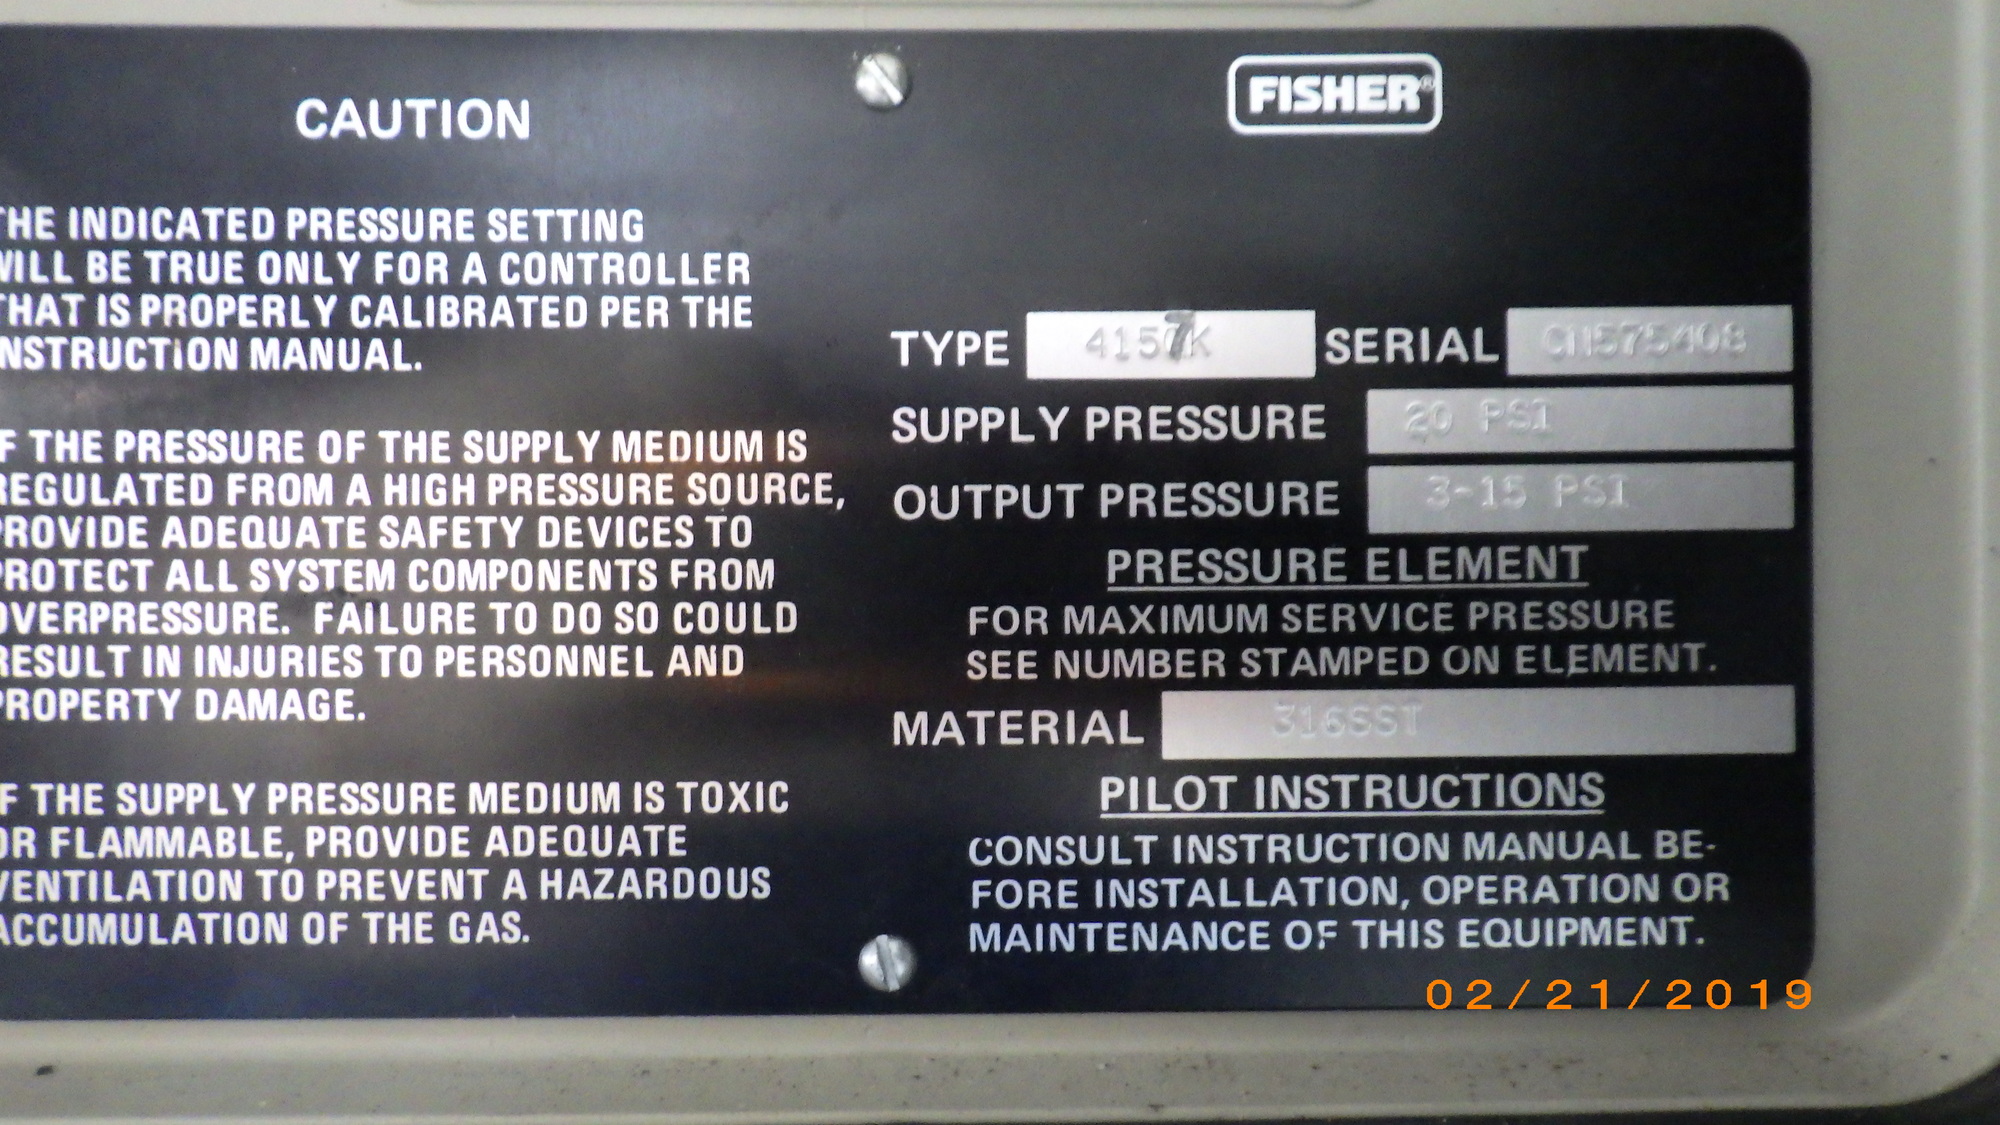 CAUTION
THE INDICATED PRESSURE SETTING
WILL BE TRUE ONLY FOR A CONTROLLER
THAT IS PROPERLY CALIBRATED PER THE
INSTRUCTION MANUAL.
IF THE PRESSURE OF THE SUPPLY MEDIUM IS
REGULATED FROM A HIGH PRESSURE SOURCE,
PROVIDE ADEQUATE SAFETY DEVICES TO
PROTECT ALL SYSTEM COMPONENTS FROM
OVERPRESSURE. FAILURE TO DO SO COULD
RESULT IN INJURIES TO PERSONNEL AND
PROPERTY DAMAGE.
IF THE SUPPLY PRESSURE MEDIUM IS TOXIC
OR FLAMMABLE, PROVIDE ADEQUATE
VENTILATION TO PREVENT A HAZARDOUS
ACCUMULATION OF THE GAS.
FISHER®
TYPE 4157K SERIAL
SUPPLY PRESSURE 20 PSI
OUTPUT PRESSURE 3-15 PSI
PRESSURE ELEMENT
FOR MAXIMUM SERVICE PRESSURE
SEE NUMBER STAMPED ON ELEMENT.
MATERIAL 316SST
PILOT INSTRUCTIONS
CONSULT INSTRUCTION MANUAL BE-
FORE INSTALLATION, OPERATION OR
MAINTENANCE OF THIS EQUIPMENT.
02/21/2019